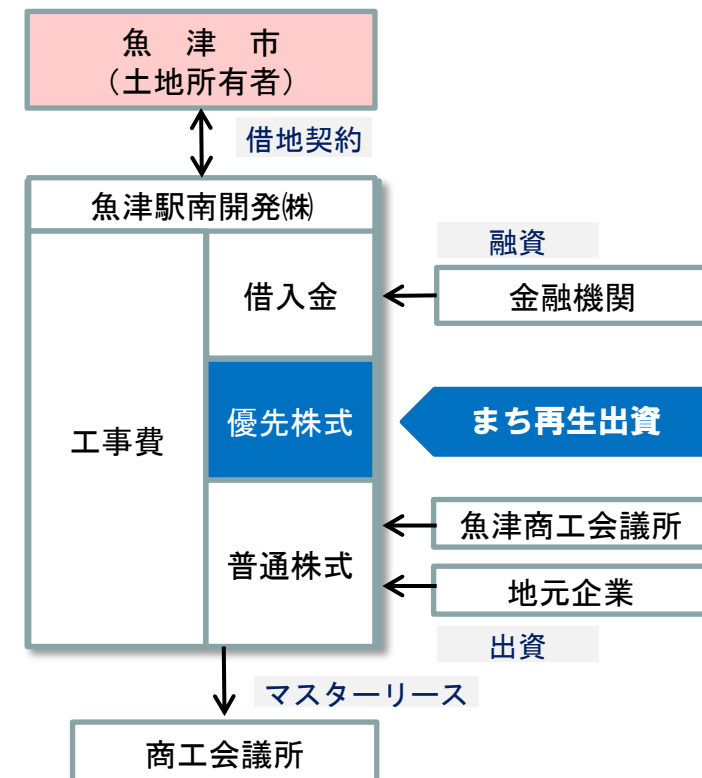 魚 津 市
（土地所有者）
借地契約
魚津駅南開発㈱
融資
借入金
金融機関
工事費
優先株式
まち再生出資
魚津商工会議所
普通株式
地元企業
出資
マスターリース
商工会議所